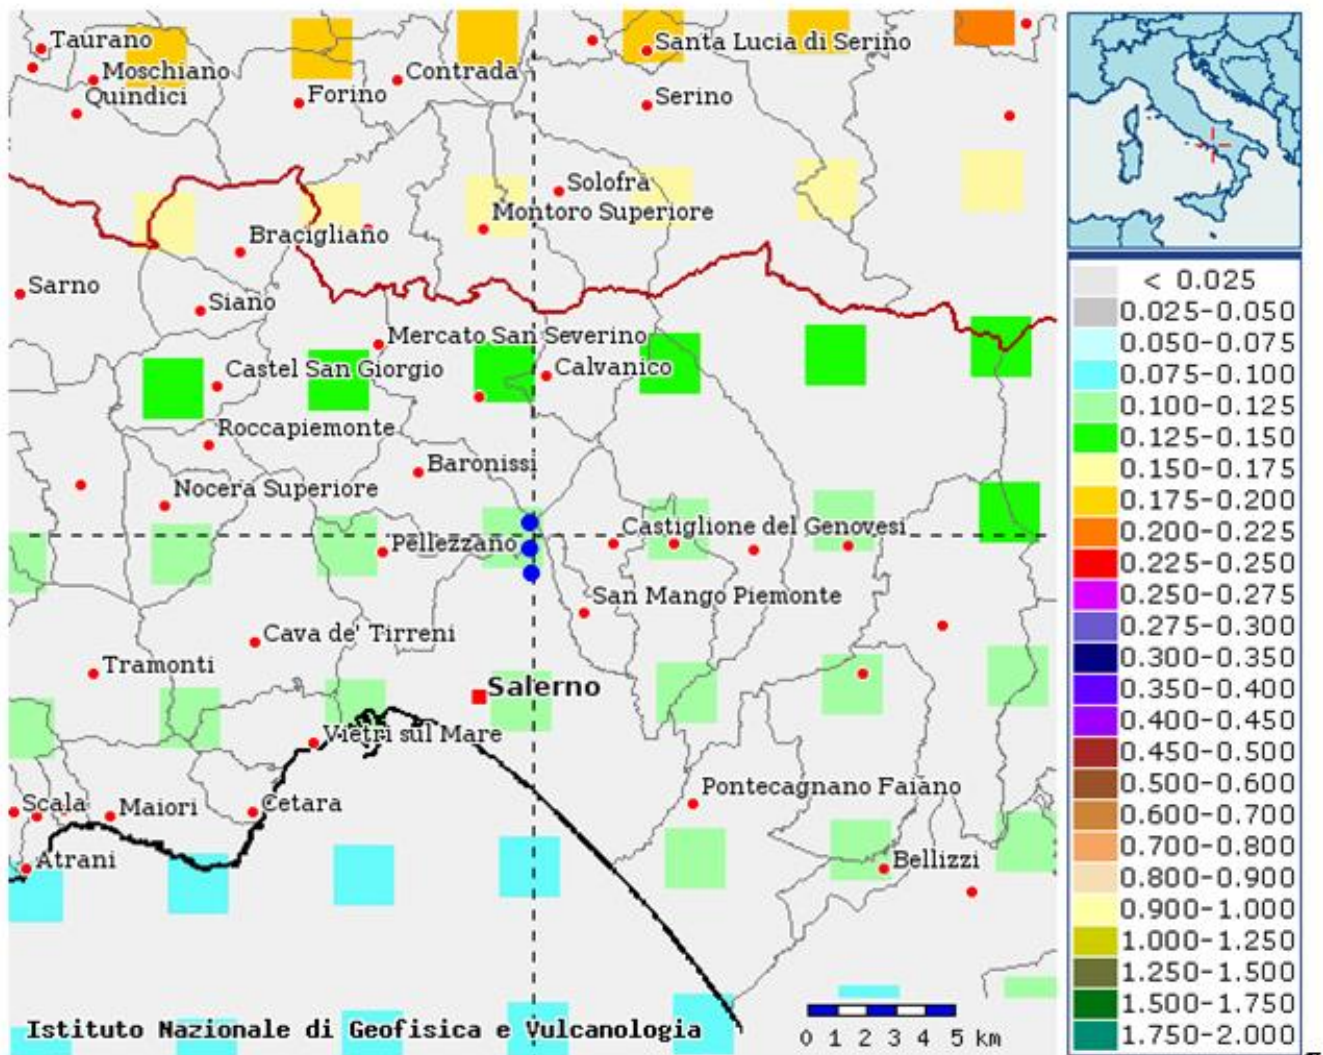 Taurano
Santa Lucia di Serino
Moschiano
Contrada
Quindici
Forino
Serino
Solofra
Montoro Superiore
Bracigliano
Sarno
Siano
Mercato San Severino
Castel San Giorgio
Calvanico
Roccapiemonte
Baronissi
Nocera Superiore
Castiglione del Genovesi
Pellezzano
San Mango Piemonte
Cava de' Tirreni
Tramonti
Salerno
Vietri sul Mare
Pontecagnano Faiano
Scala
Maiori
Cetara
Atrani
Bellizzi
Istituto Nazionale di Geofisica e Vulcanologia
0 1 2 3 4 5 km
< 0.025
0.025-0.050
0.050-0.075
0.075-0.100
0.100-0.125
0.125-0.150
0.150-0.175
0.175-0.200
0.200-0.225
0.225-0.250
0.250-0.275
0.275-0.300
0.300-0.350
0.350-0.400
0.400-0.450
0.450-0.500
0.500-0.600
0.600-0.700
0.700-0.800
0.800-0.900
0.900-1.000
1.000-1.250
1.250-1.500
1.500-1.750
1.750-2.000